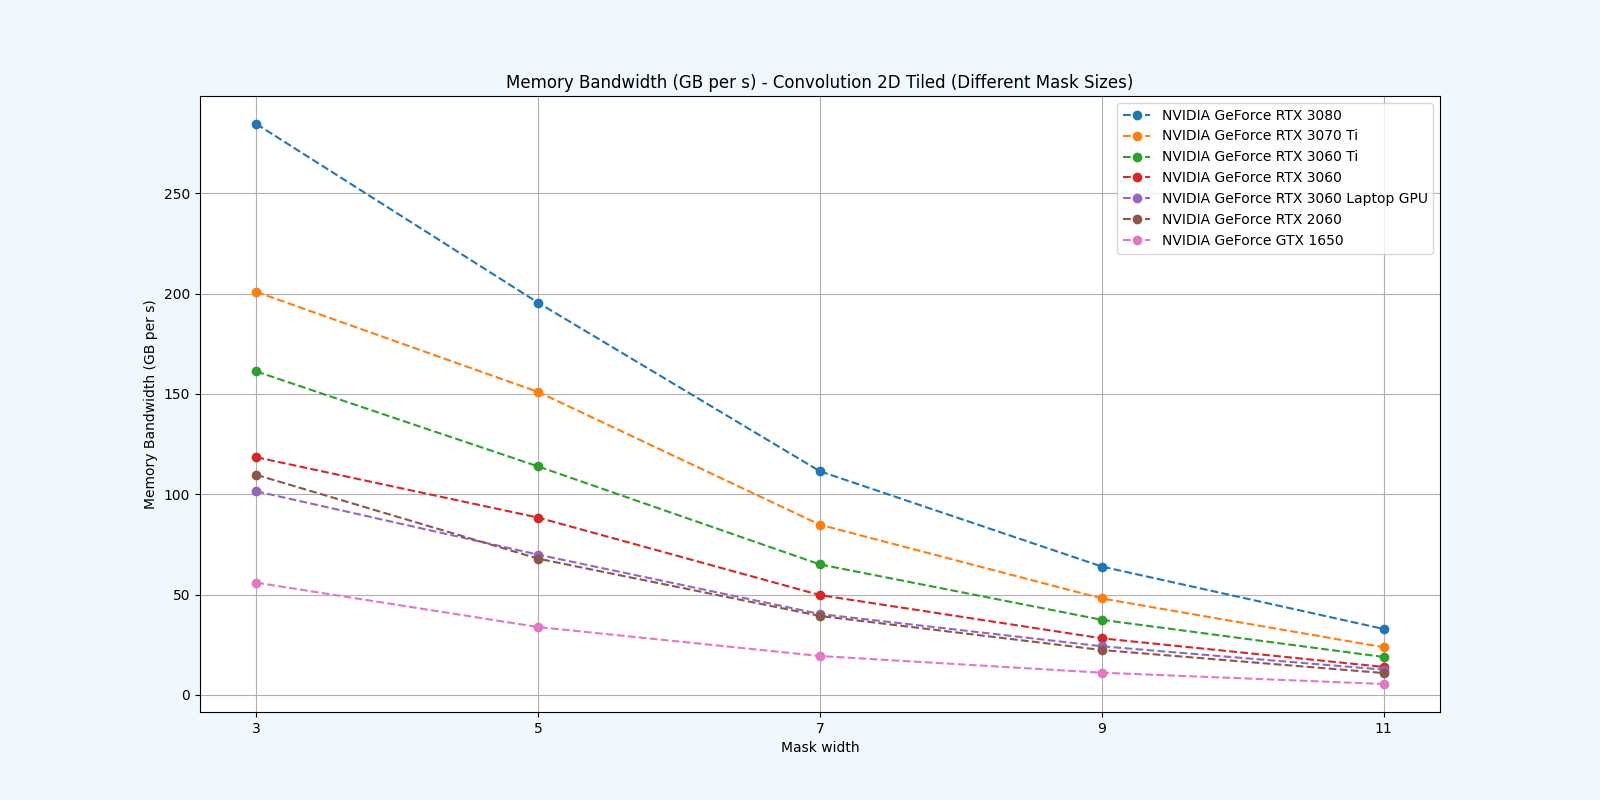 Memory Bandwidth (GB per s) - Convolution 2D Tiled (Different Mask Sizes)
NVIDIA GeForce RTX 3080
NVIDIA GeForce RTX 3070 Ti
NVIDIA GeForce RTX 3060 Ti
NVIDIA GeForce RTX 3060
NVIDIA GeForce RTX 3060 Laptop GPU
NVIDIA GeForce RTX 2060
NVIDIA GeForce GTX 1650
Memory Bandwidth (GB per s)
250
200
150
100
50
0
3 5 7 9 11
Mask width